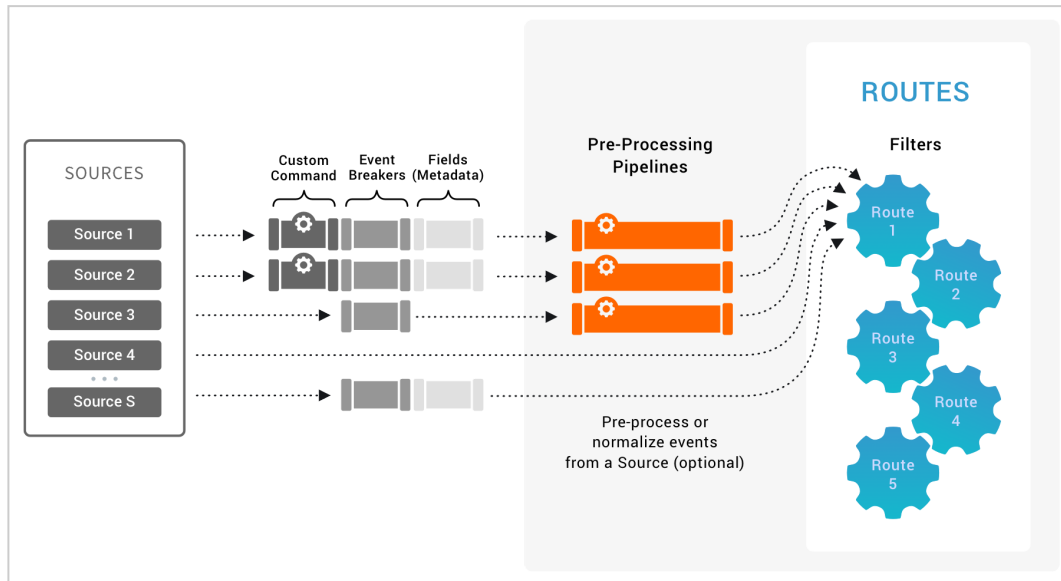 ROUTES
SOURCES
Custom
Command
Event
Breakers
Fields
(Metadata)
Pre-Processing
Pipelines
Filters
Source 1
Source 2
Source 3
Source 4
...
Source S
Route
1
Route
2
Route
3
Route
4
Route
5
Pre-process or
normalize events
from a Source (optional)